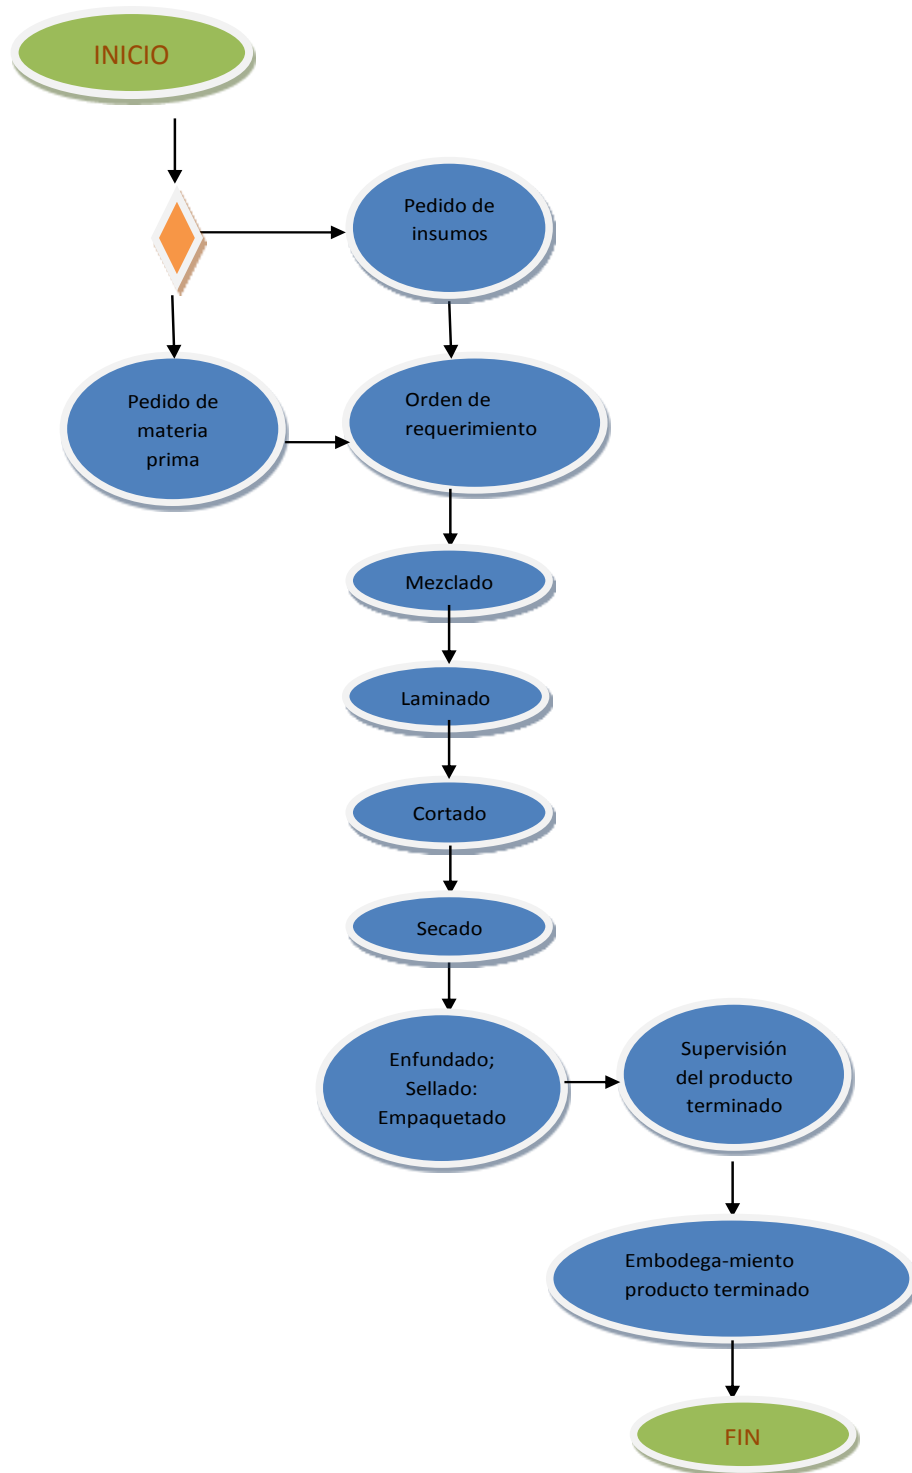 INICIO
Pedido de
insumos
Pedido de
materia
prima
Orden de
requerimiento
Mezclado
Laminado
Cortado
Secado
Enfundado;
Sellado:
Empaquetado
Supervisión
del producto
terminado
Embodega-miento
producto terminado
FIN